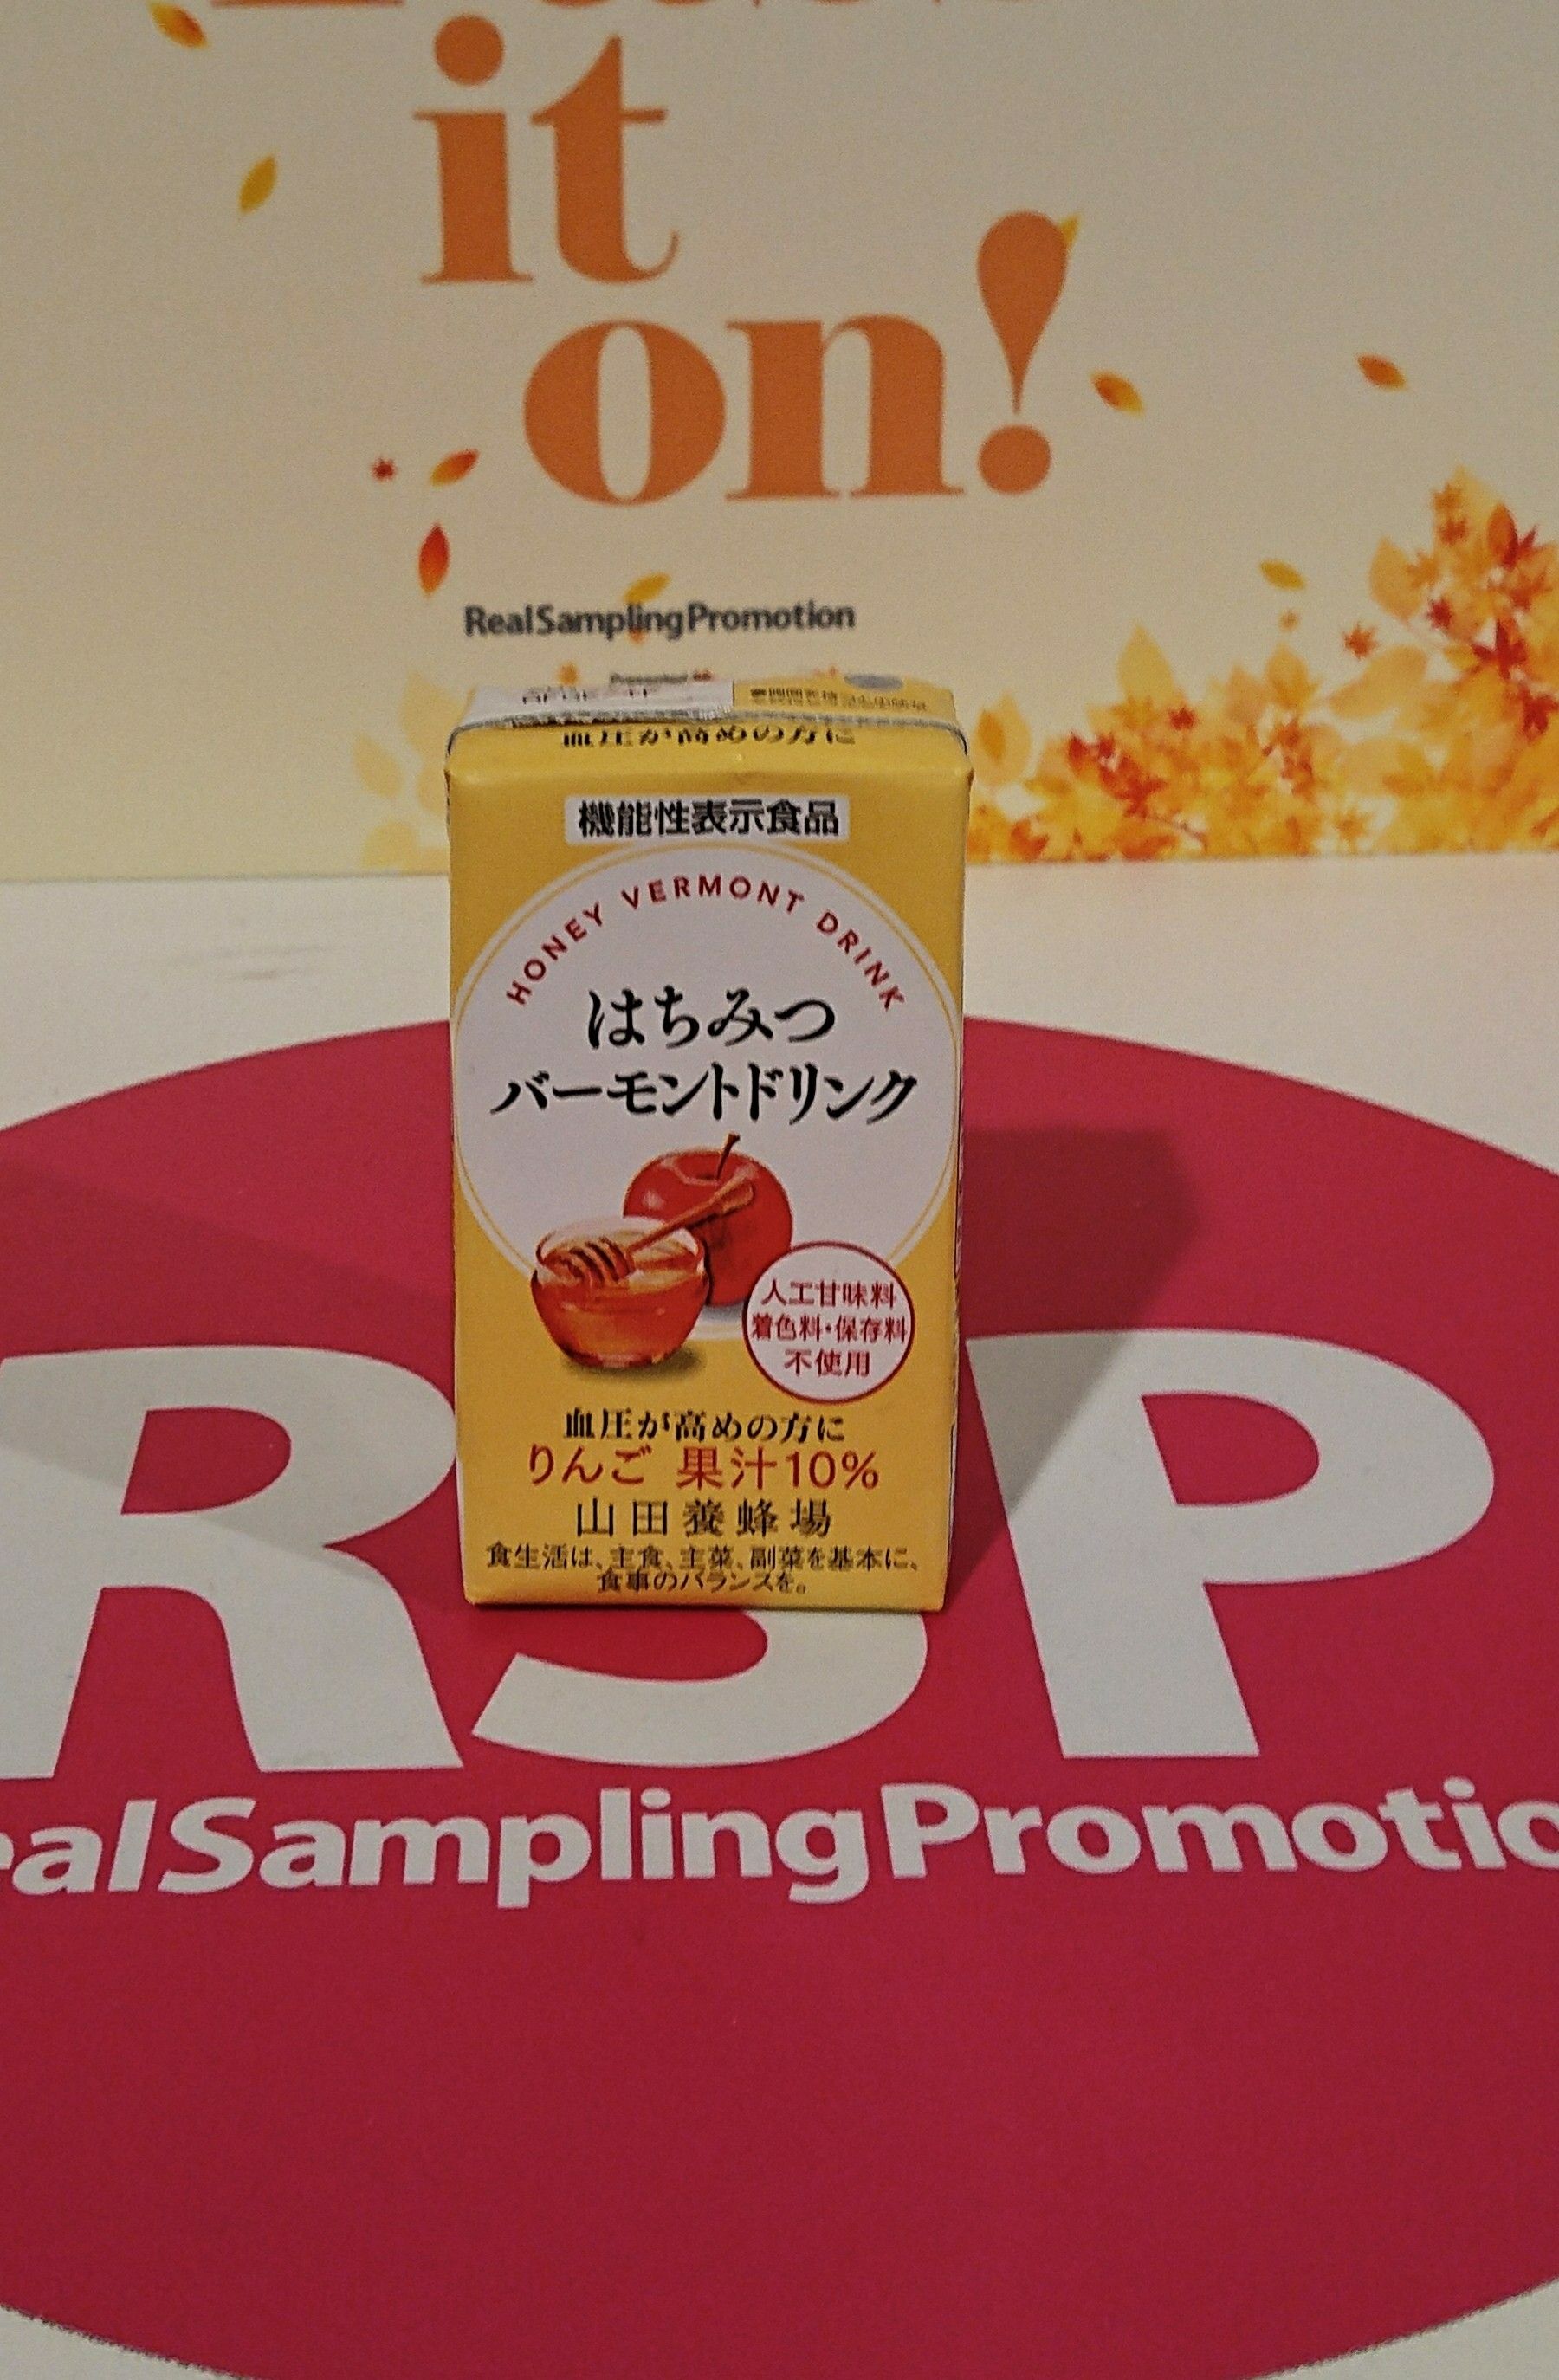 it
on!
RealSamplingPromotion
Presented
血圧が高めの方に
機能性表示食品
HONEY VERMONT DRINK
はちみつ
バーモントドリンク
人工甘味料
着色料・保存料
不使用
血圧が高めの方に
りんご 果汁10%
山田養蜂場
食生活は、主食、主菜、副菜を基本に、
食事のバランスを。
RSP
ealSamplingPromotio